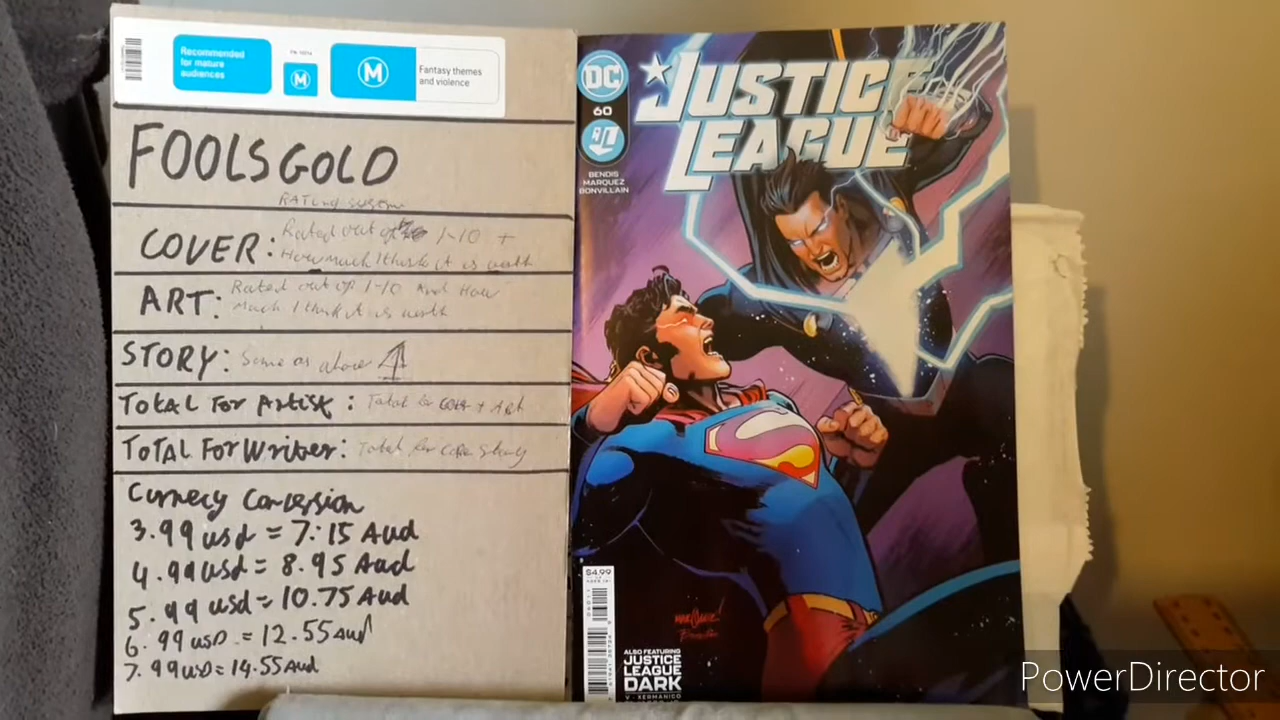 Recommended
for mature
audiences
M
M
Fantasy themes
and violence
FOOLSGOLD
RATing system
COVER: Rated out of 1-10 +
How much I think it is worth
ART: Rated out of 1-10 And How
Much I think it is worth
STORY: Same as above
Total For Artist: Total for + Art
Total For Writer: Total for Story
Currency Conversion
3.99 usd = 7:15 Aud
4.99 usd = 8.95 Aud
5.99 usd = 10.75 Aud
6.99 usd = 12.55 Aud
7.99 usd = 14.55 Aud
DC
60
JL
BENDIS
MARQUEZ
BONVILLAIN
JUSTICE
LEAGUE
$4.99
ALSO FEATURING
JUSTICE
LEAGUE
DARK
V · XERMANICO
PowerDirector